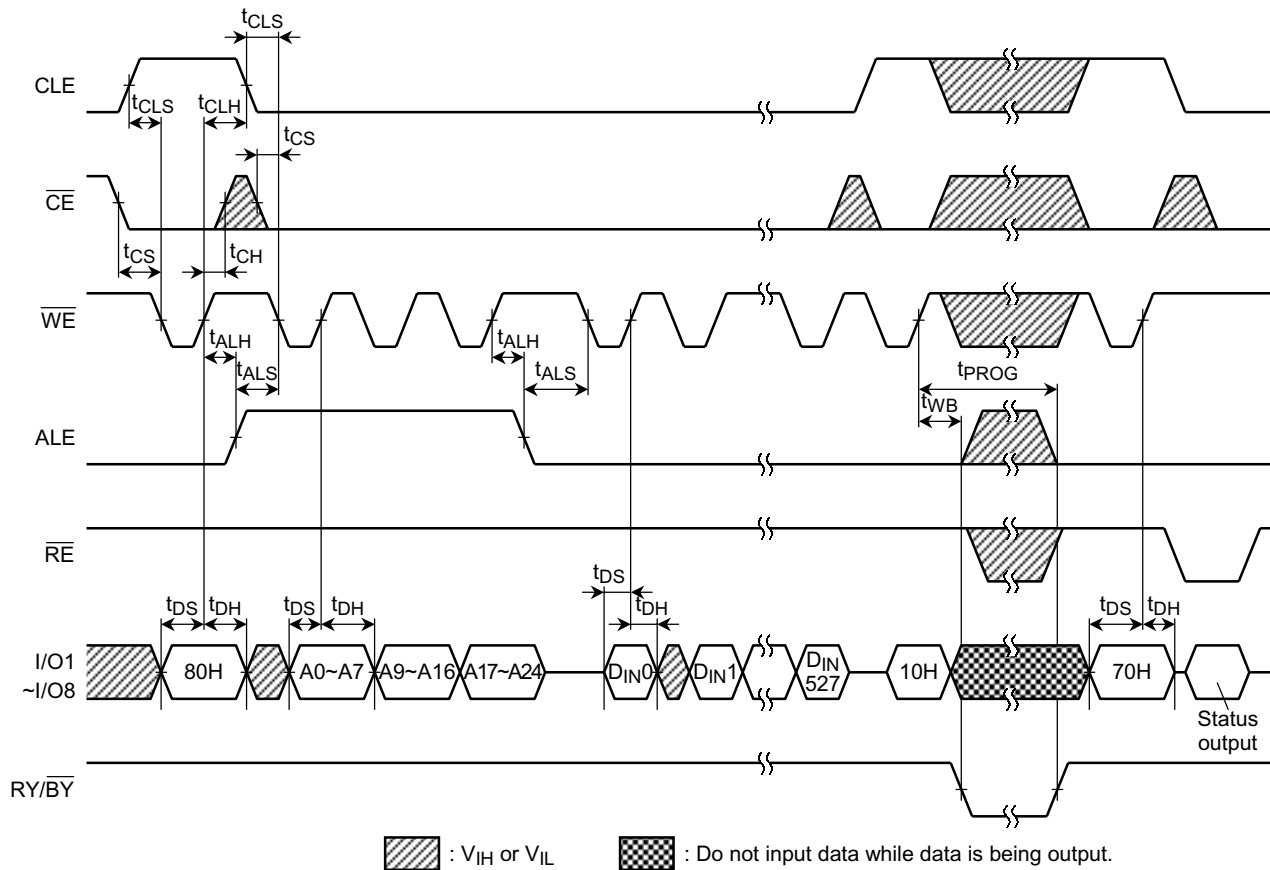 tCLS
CLE
tCLS
tCLH
tCS
CE
tCS
tCH
WE
tALH
tALH
tPROG
tALS
tALS
tWB
ALE
RE
tDS
tDS
tDH
tDS
tDH
tDH
tDS
tDH
I/O1
~I/O8
80H
A0~A7
A9~A16
A17~A24
DIN0
DIN1
DIN
527
10H
70H
Status
output
RY/BY
: VIH or VIL
: Do not input data while data is being output.